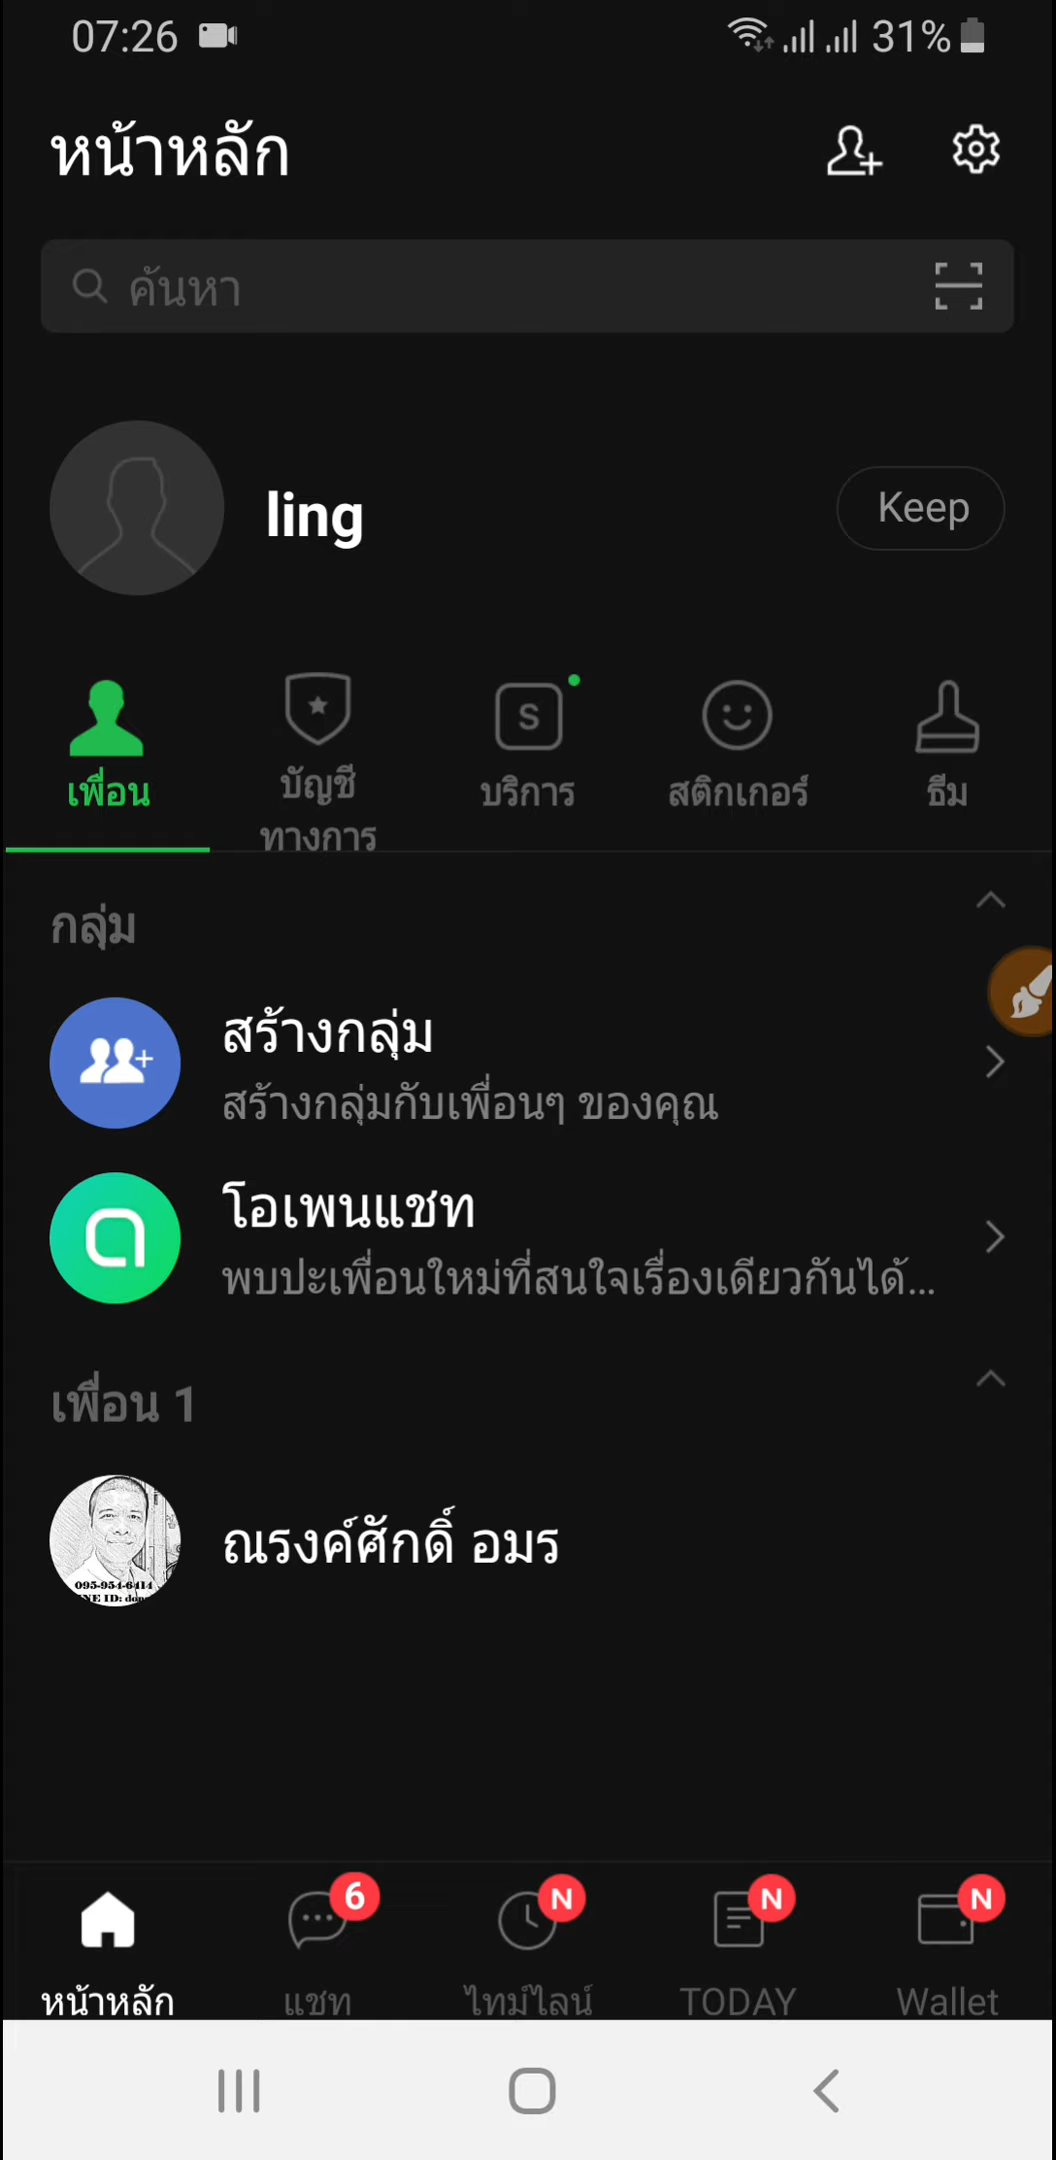 07:26
31%
หน้าหลัก
ค้นหา
ling
Keep
เพื่อน
บัญชี
ทางการ
บริการ
สติกเกอร์
ธีม
กลุ่ม
สร้างกลุ่ม
สร้างกลุ่มกับเพื่อนๆ ของคุณ
โอเพนแชท
พบปะเพื่อนใหม่ที่สนใจเรื่องเดียวกันได้...
เพื่อน 1
ณรงค์ศักดิ์ อมร
095-954-6414
6
N
N
N
หน้าหลัก
แชท
ไทม์ไลน์
TODAY
Wallet